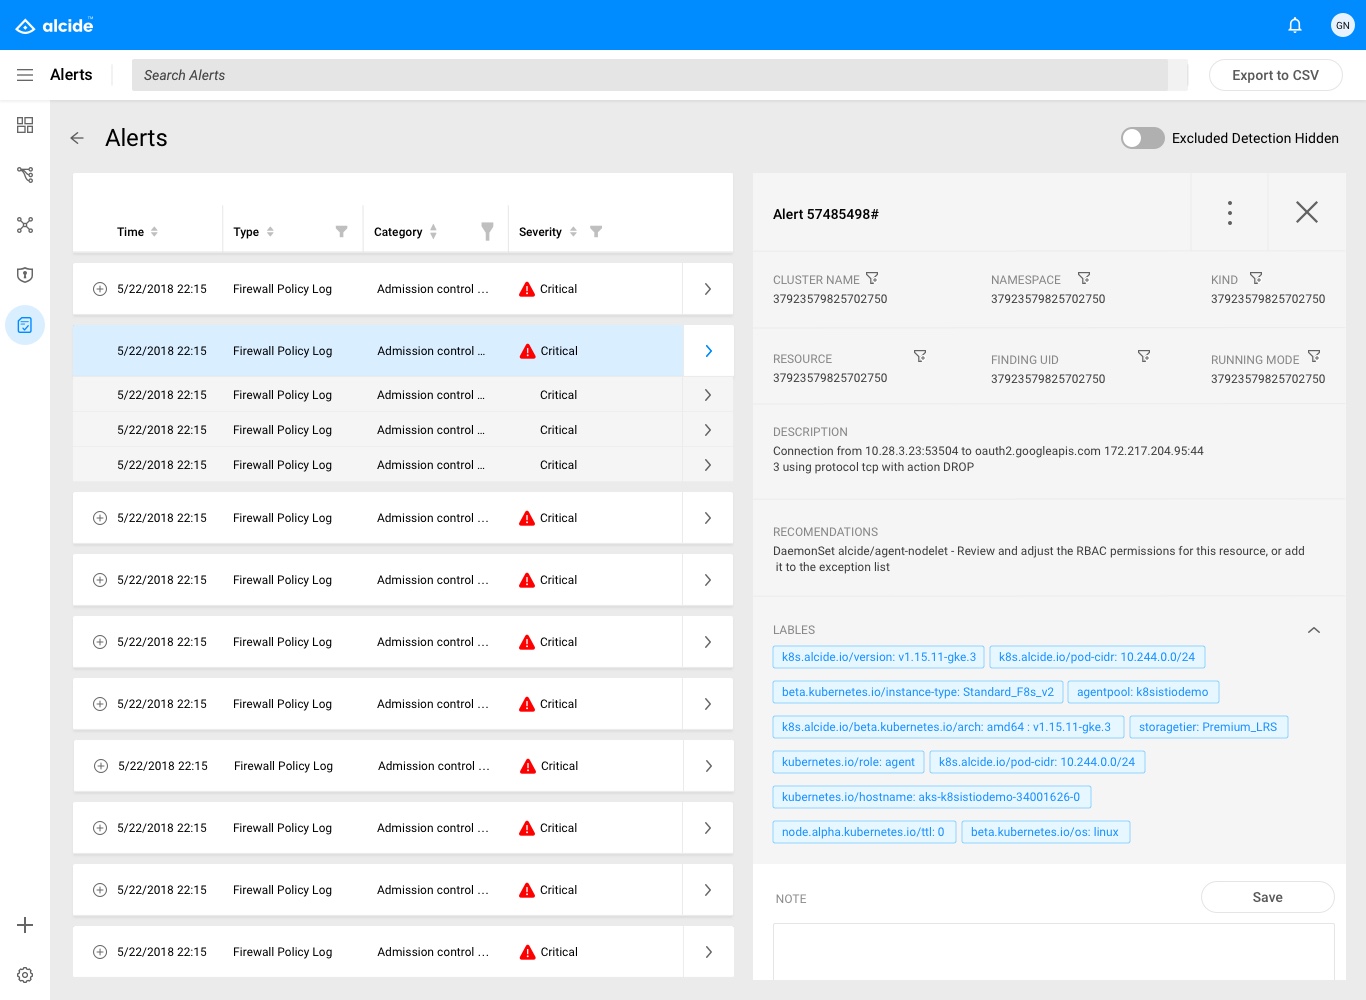 alcide™
GN
Alerts
Search Alerts
Export to CSV
Alerts
Excluded Detection Hidden
Time Type Category Severity
5/22/2018 22:15 Firewall Policy Log Admission control ... Critical
5/22/2018 22:15 Firewall Policy Log Admission control ... Critical
5/22/2018 22:15 Firewall Policy Log Admission control ... Critical
5/22/2018 22:15 Firewall Policy Log Admission control ... Critical
5/22/2018 22:15 Firewall Policy Log Admission control ... Critical
5/22/2018 22:15 Firewall Policy Log Admission control ... Critical
5/22/2018 22:15 Firewall Policy Log Admission control ... Critical
5/22/2018 22:15 Firewall Policy Log Admission control ... Critical
5/22/2018 22:15 Firewall Policy Log Admission control ... Critical
5/22/2018 22:15 Firewall Policy Log Admission control ... Critical
5/22/2018 22:15 Firewall Policy Log Admission control ... Critical
5/22/2018 22:15 Firewall Policy Log Admission control ... Critical
5/22/2018 22:15 Firewall Policy Log Admission control ... Critical
Alert 57485498#
CLUSTER NAME NAMESPACE KIND
37923579825702750 37923579825702750 37923579825702750
RESOURCE FINDING UID RUNNING MODE
37923579825702750 37923579825702750 37923579825702750
DESCRIPTION
Connection from 10.28.3.23:53504 to oauth2.googleapis.com 172.217.204.95:44
3 using protocol tcp with action DROP
RECOMENDATIONS
DaemonSet alcide/agent-nodelet - Review and adjust the RBAC permissions for this resource, or add
it to the exception list
LABLES
k8s.alcide.io/version: v1.15.11-gke.3 k8s.alcide.io/pod-cidr: 10.244.0.0/24
beta.kubernetes.io/instance-type: Standard_F8s_v2 agentpool: k8sistiodemo
k8s.alcide.io/beta.kubernetes.io/arch: amd64 : v1.15.11-gke.3 storagetier: Premium_LRS
kubernetes.io/role: agent k8s.alcide.io/pod-cidr: 10.244.0.0/24
kubernetes.io/hostname: aks-k8sistiodemo-34001626-0
node.alpha.kubernetes.io/ttl: 0 beta.kubernetes.io/os: linux
NOTE
Save